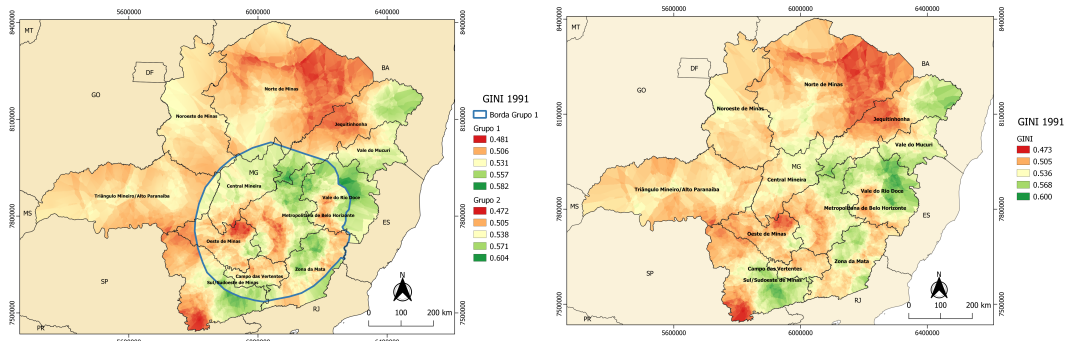 5600000 6000000 6400000
8400000
8100000
7800000
7500000
MT
DF
GO
BA
Norte de Minas
Noroeste de Minas
Jequitinhonha
Vale do Mucuri
MG
Central Mineira
Triângulo Mineiro/Alto Paranaíba
Vale do Rio Doce
Metropolitana de Belo Horizonte
MS
ES
Oeste de Minas
Zona da Mata
Campo das Vertentes
Sul/Sudoeste de Minas
SP
RJ
PR
N
0 100 200 km
5600000 6000000 6400000
GINI 1991
Borda Grupo 1
Grupo 1
0.481
0.506
0.531
0.557
0.582
Grupo 2
0.472
0.505
0.538
0.571
0.604
8400000
8100000
7800000
7500000
MT
DF
GO
BA
Norte de Minas
Noroeste de Minas
Jequitinhonha
Vale do Mucuri
MG
Central Mineira
Triângulo Mineiro/Alto Paranaíba
Vale do Rio Doce
Metropolitana de Belo Horizonte
MS
ES
Oeste de Minas
Zona da Mata
Campo das Vertentes
Sul/Sudoeste de Minas
SP
RJ
PR
N
0 100 200 km
5600000 6000000 6400000
GINI 1991
GINI
0.473
0.505
0.536
0.568
0.600